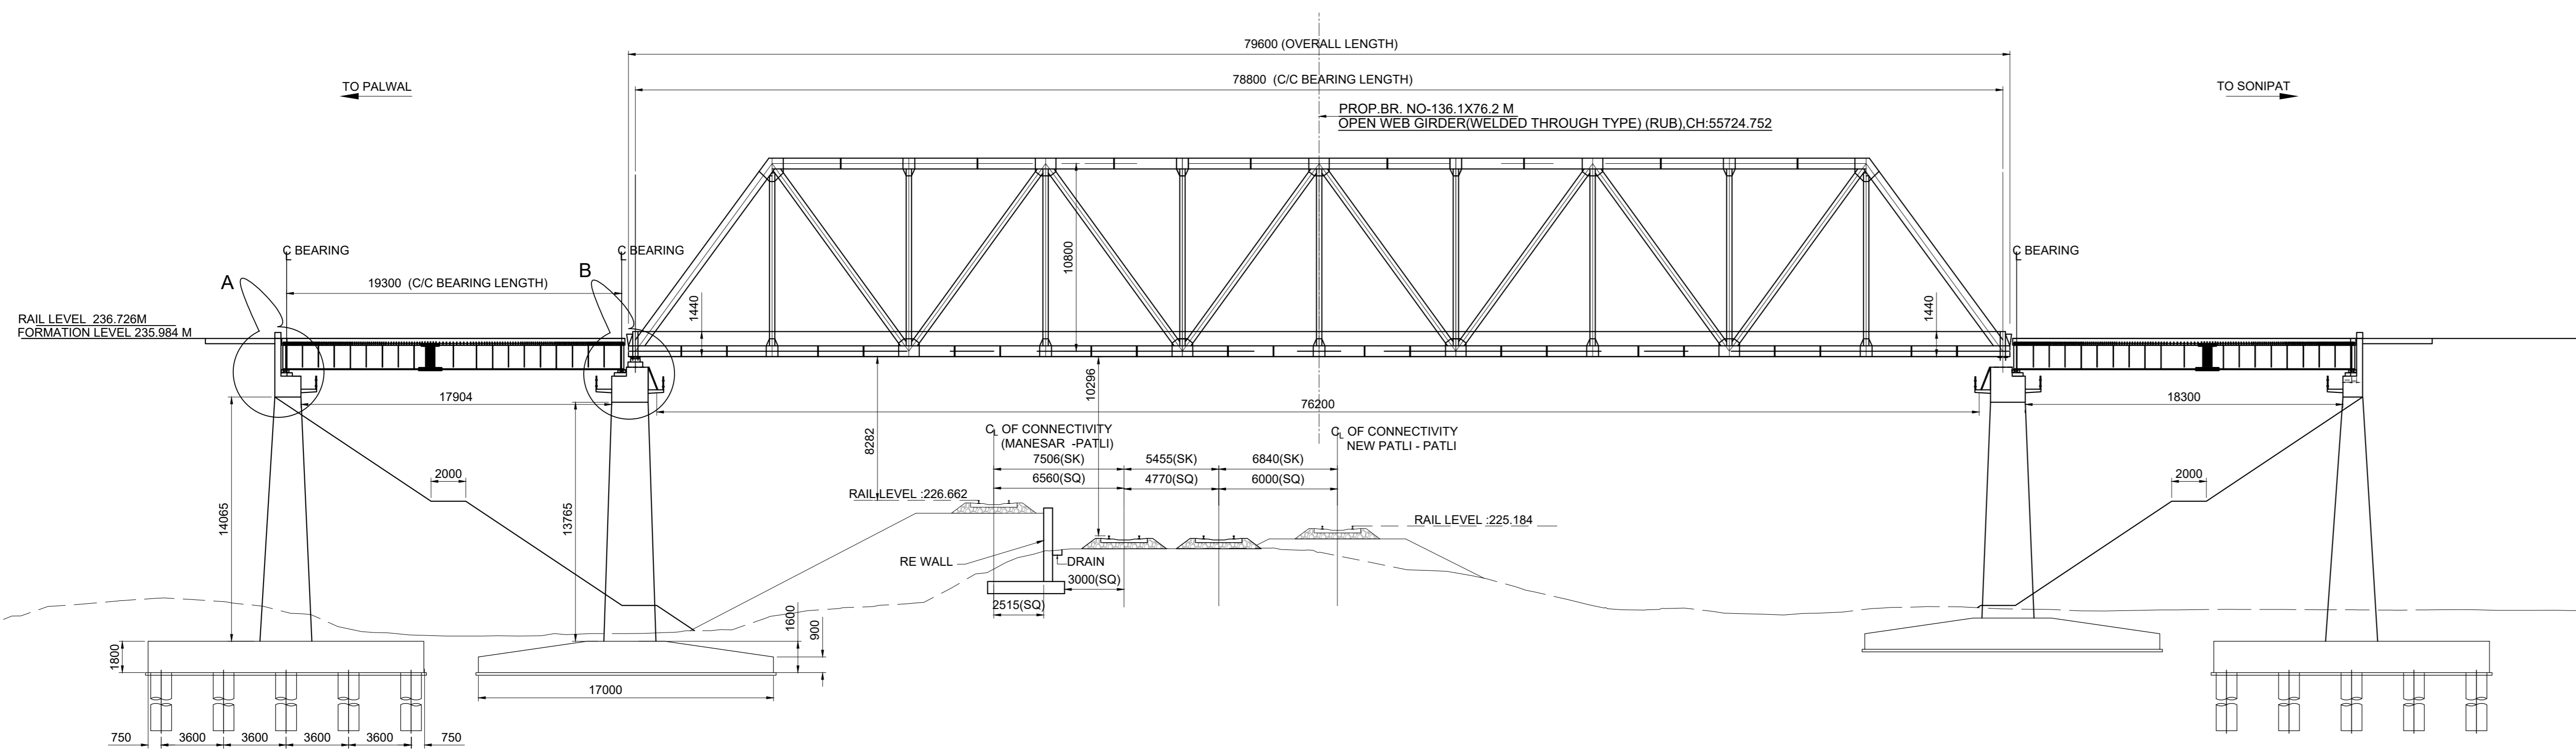 79600 (OVERALL LENGTH)
78800 (C/C BEARING LENGTH)
TO PALWAL
TO SONIPAT
PROP.BR. NO-136.1X76.2 M
OPEN WEB GIRDER(WELDED THROUGH TYPE) (RUB),CH:55724.752
C BEARING
L
C BEARING
L
C BEARING
L
A
B
19300 (C/C BEARING LENGTH)
10800
1440
1440
RAIL LEVEL 236.726M
FORMATION LEVEL 235.984 M
17904
76200
18300
10296
8282
CL OF CONNECTIVITY
(MANESAR -PATLI)
CL OF CONNECTIVITY
NEW PATLI - PATLI
7506(SK)
5455(SK)
6840(SK)
6560(SQ)
4770(SQ)
6000(SQ)
2000
2000
RAIL LEVEL :226.662
RAIL LEVEL :225.184
14065
13765
RE WALL
DRAIN
3000(SQ)
2515(SQ)
1600
900
1800
17000
750
3600
3600
3600
3600
750